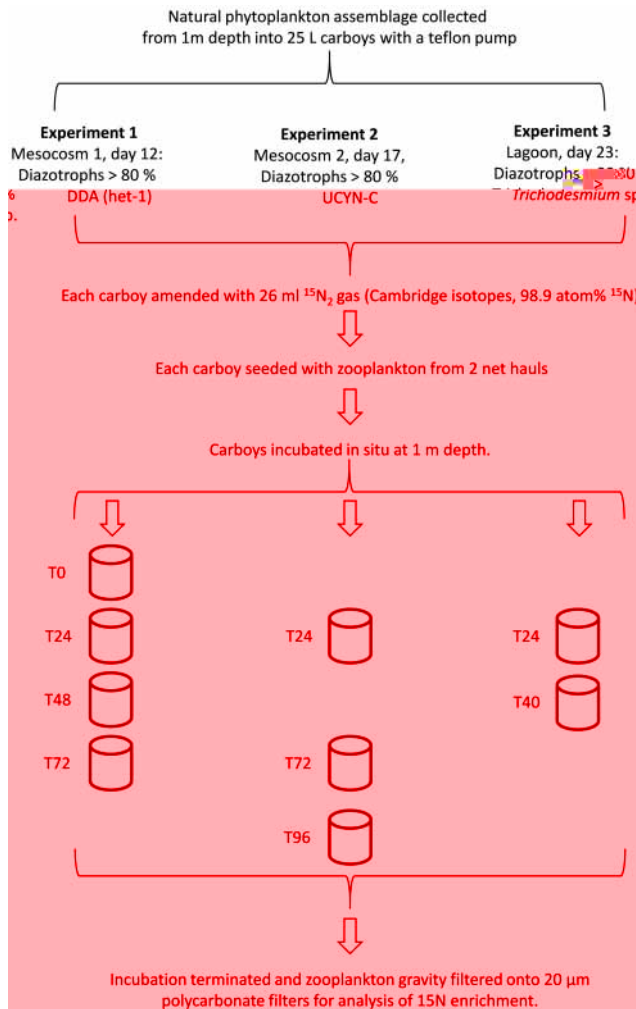 Natural phytoplankton assemblage collected
from 1m depth into 25 L carboys with a teflon pump
Experiment 1
Mesocosm 1, day 12:
Diazotrophs > 80 %
DDA (het-1)
Experiment 2
Mesocosm 2, day 17,
Diazotrophs > 80 %
UCYN-C
Experiment 3
Lagoon, day 23:
Diazotrophs
Trichodesmium sp
%
p.
Each carboy amended with 26 ml ¹⁵N₂ gas (Cambridge isotopes, 98.9 atom% ¹⁵N)
Each carboy seeded with zooplankton from 2 net hauls
Carboys incubated in situ at 1 m depth.
T0
T24
T48
T72
T24
T72
T96
T24
T40
Incubation terminated and zooplankton gravity filtered onto 20 µm
polycarbonate filters for analysis of 15N enrichment.